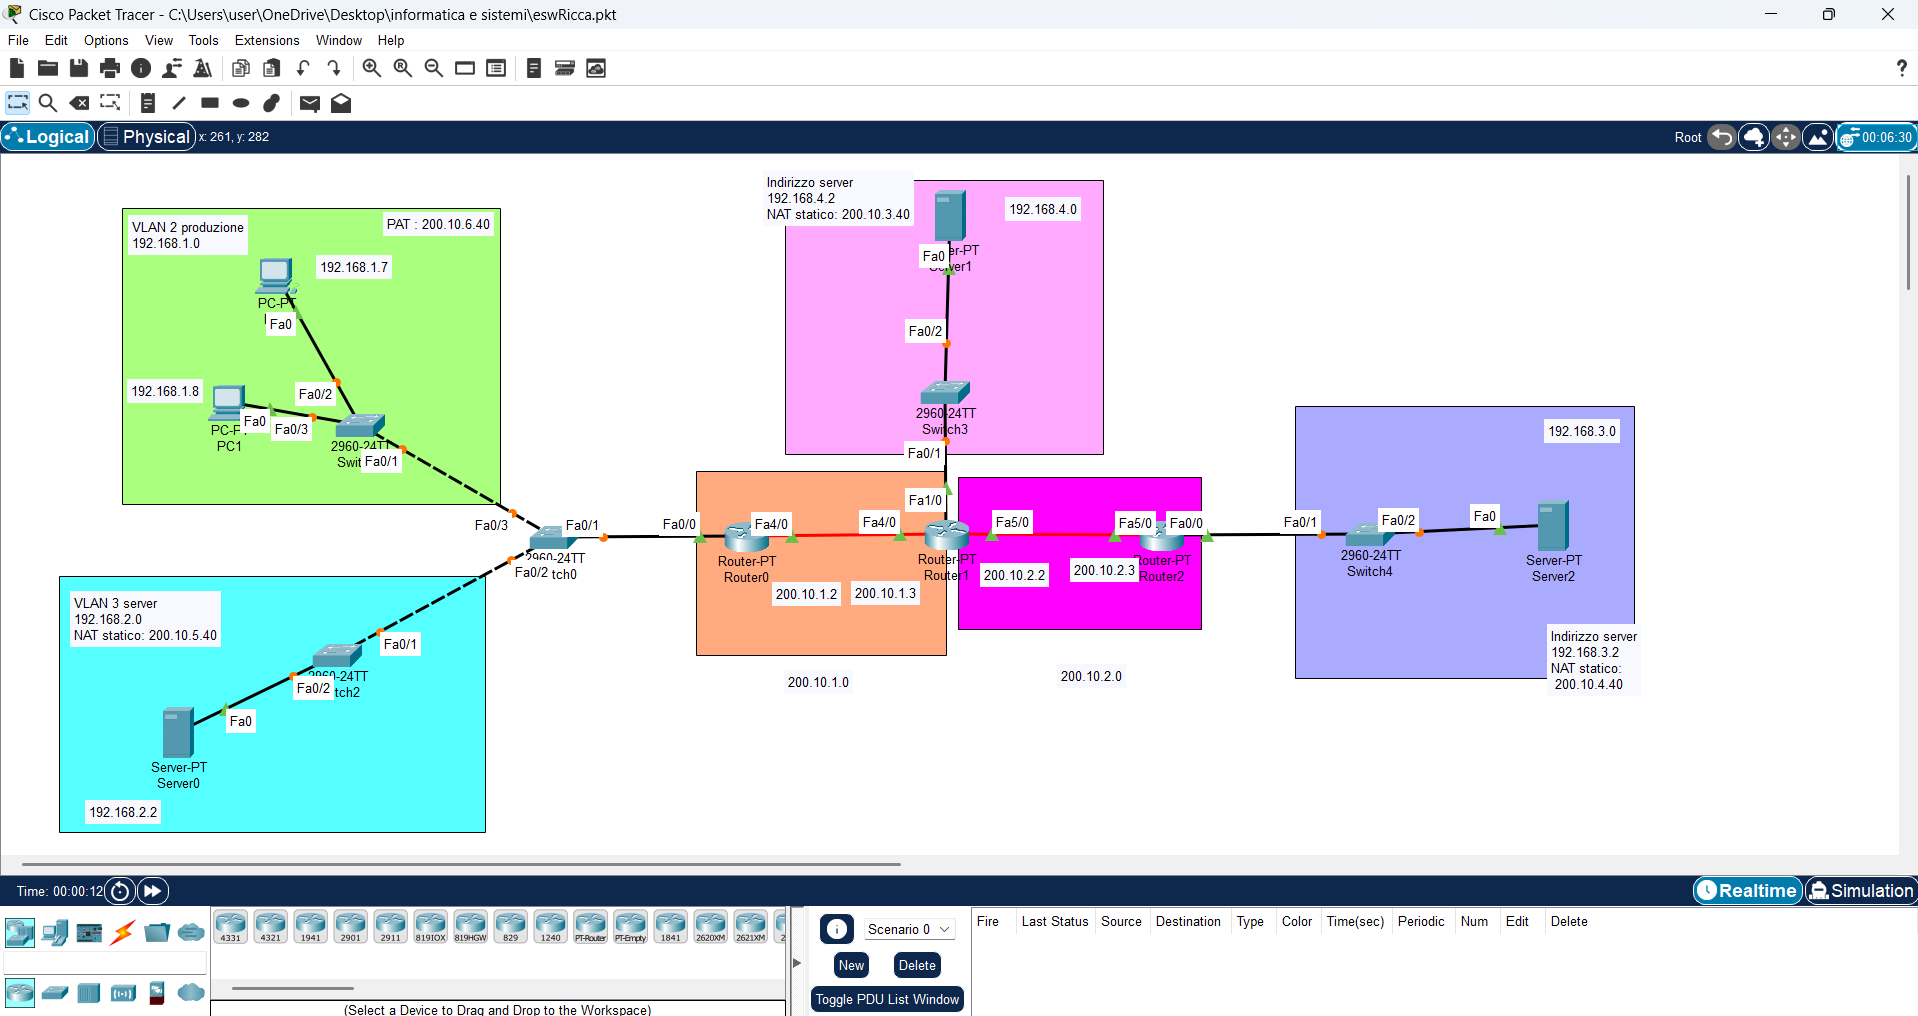 Cisco Packet Tracer - C:\Users\user\OneDrive\Desktop\informatica e sistemi\eswRicca.pkt
File Edit Options View Tools Extensions Window Help
?
Logical Physical x: 261, y: 282 Root 00:06:30
VLAN 2 produzione
192.168.1.0
PAT : 200.10.6.40
192.168.1.7
PC-PT
Fa0
192.168.1.8
Fa0/2
Fa0
Fa0/3
PC1
2960-24TT
Fa0/1
Indirizzo server
192.168.4.2
NAT statico: 200.10.3.40
192.168.4.0
Fa0
Fa0/2
2960-24TT
Switch3
Fa0/1
Fa1/0
192.168.3.0
Fa0/3
Fa0/1
2960-24TT
Fa0/2
Fa0/0
Fa4/0
Fa4/0
Router-PT
Router0
Router-PT
Router1
200.10.1.2
200.10.1.3
200.10.1.0
Fa5/0
Fa5/0
Fa0/0
Router-PT
Router2
200.10.2.2
200.10.2.3
200.10.2.0
Fa0/1
Fa0/2
Fa0
2960-24TT
Switch4
Server-PT
Server2
Indirizzo server
192.168.3.2
NAT statico:
200.10.4.40
VLAN 3 server
192.168.2.0
NAT statico: 200.10.5.40
Fa0/1
2960-24TT
Fa0/2
Fa0
Server-PT
Server0
192.168.2.2
Time: 00:00:12 Realtime Simulation
4331 4321 1941 2901 2911 819IOX 819HGW 829 1240 PT-Router PT-Empty 1841 2620XM 2621XM
(Select a Device to Drag and Drop to the Workspace)
Scenario 0
New Delete
Toggle PDU List Window
Fire Last Status Source Destination Type Color Time(sec) Periodic Num Edit Delete